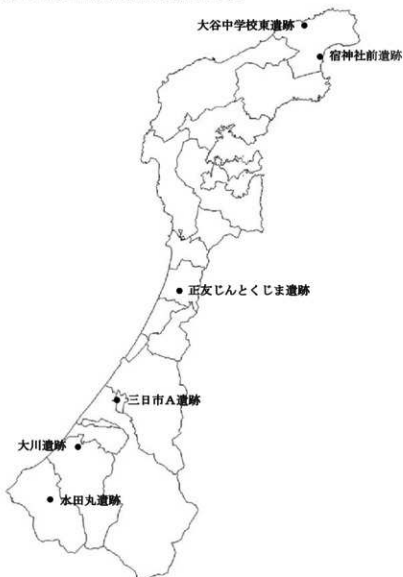 大谷中学校東遺跡
宿神社前遺跡
正友じんとくじま遺跡
三日市A遺跡
大川遺跡
水田丸遺跡